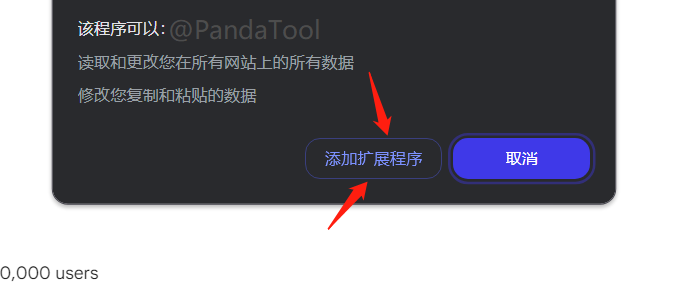 该程序可以：@PandaTool
读取和更改您在所有网站上的所有数据
修改您复制和粘贴的数据
添加扩展程序 取消
0,000 users